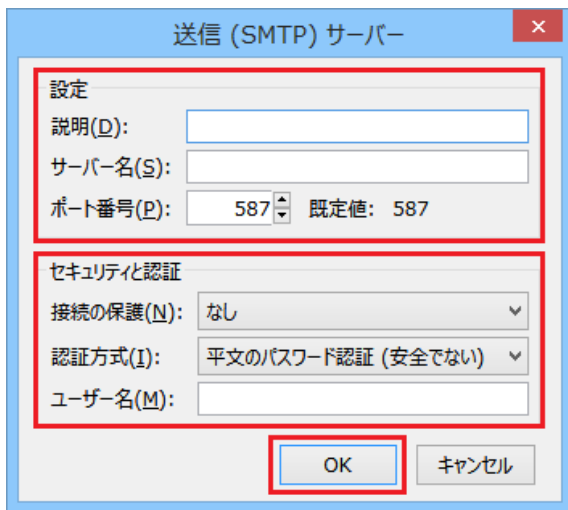 送信 (SMTP) サーバー
設定
説明(D):
サーバー名(S):
ポート番号(P): 587 既定値: 587
セキュリティと認証
接続の保護(N): なし
認証方式(I): 平文のパスワード認証 (安全でない)
ユーザー名(M):
OK キャンセル